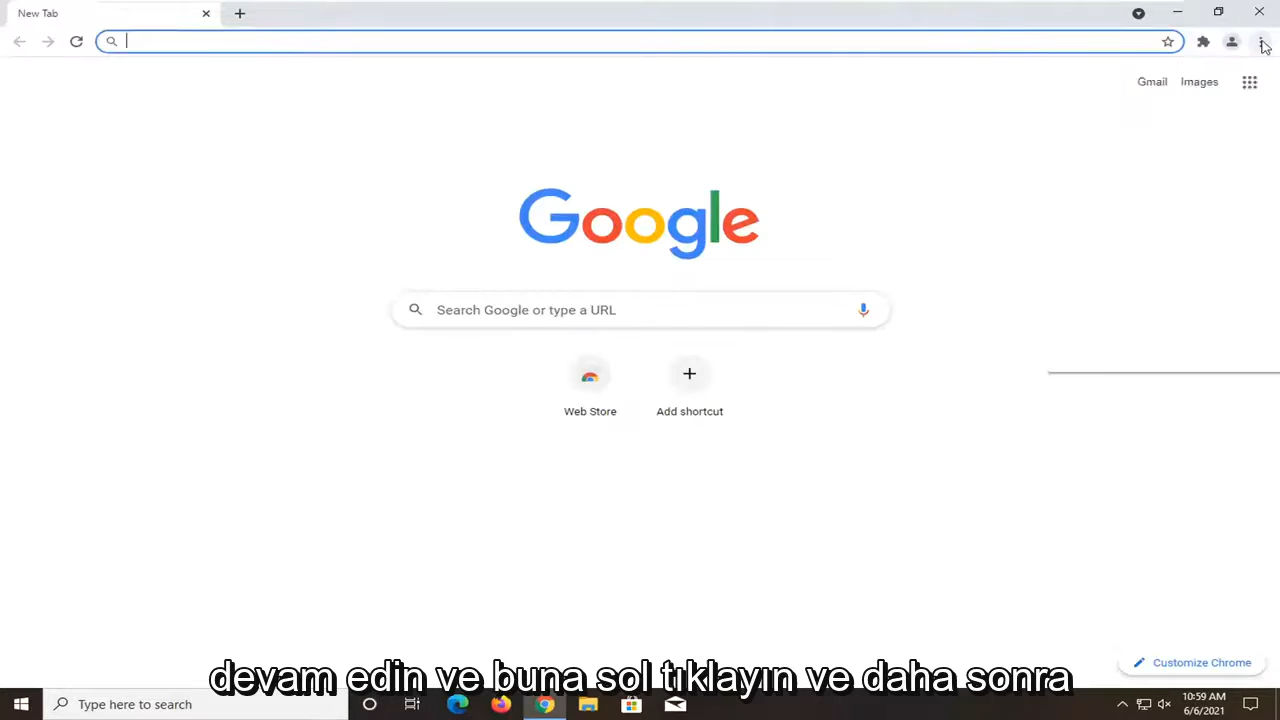 New Tab
Gmail Images
Google
Search Google or type a URL
Web Store Add shortcut
Customize Chrome
devam edin ve buna sol tıklayın ve daha sonra
Type here to search
10:59 AM
6/6/2021